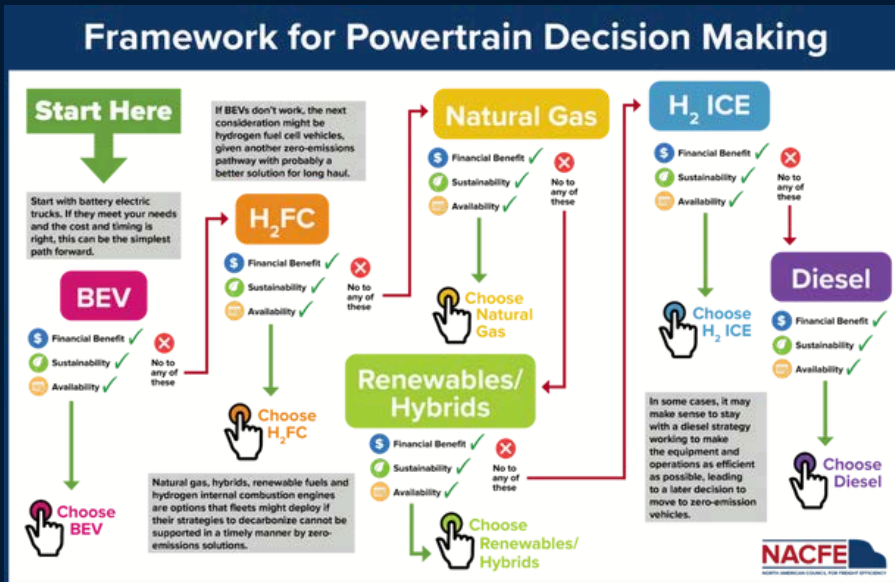 Framework for Powertrain Decision Making
Start Here
Start with battery electric
trucks. If they meet your needs
and the cost and timing is
right, this can be the simplest
path forward.
BEV
$ Financial Benefit ✓
Sustainability ✓
Availability ✓
No to
any of
these
Choose
BEV
If BEVs don't work, the next
consideration might be
hydrogen fuel cell vehicles,
given another zero-emissions
pathway with probably a
better solution for long haul.
H₂FC
$ Financial Benefit ✓
Sustainability ✓
Availability ✓
No to
any of
these
Choose
H₂FC
Natural gas, hybrids, renewable fuels and
hydrogen internal combustion engines
are options that fleets might deploy if
their strategies to decarbonize cannot be
supported in a timely manner by zero-
emissions solutions.
Natural Gas
$ Financial Benefit ✓
Sustainability ✓
Availability ✓
No to
any of
these
Choose
Natural
Gas
Renewables/
Hybrids
$ Financial Benefit ✓
Sustainability ✓
Availability ✓
No to
any of
these
Choose
Renewables/
Hybrids
H₂ ICE
$ Financial Benefit ✓
Sustainability ✓
Availability ✓
No to
any of
these
Choose
H₂ ICE
Diesel
$ Financial Benefit ✓
Sustainability ✓
Availability ✓
Choose
Diesel
In some cases, it may
make sense to stay
with a diesel strategy
working to make
the equipment and
operations as efficient
as possible, leading
to a later decision to
move to zero-emission
vehicles.
NACFE
NORTH AMERICAN COUNCIL FOR FREIGHT EFFICIENCY